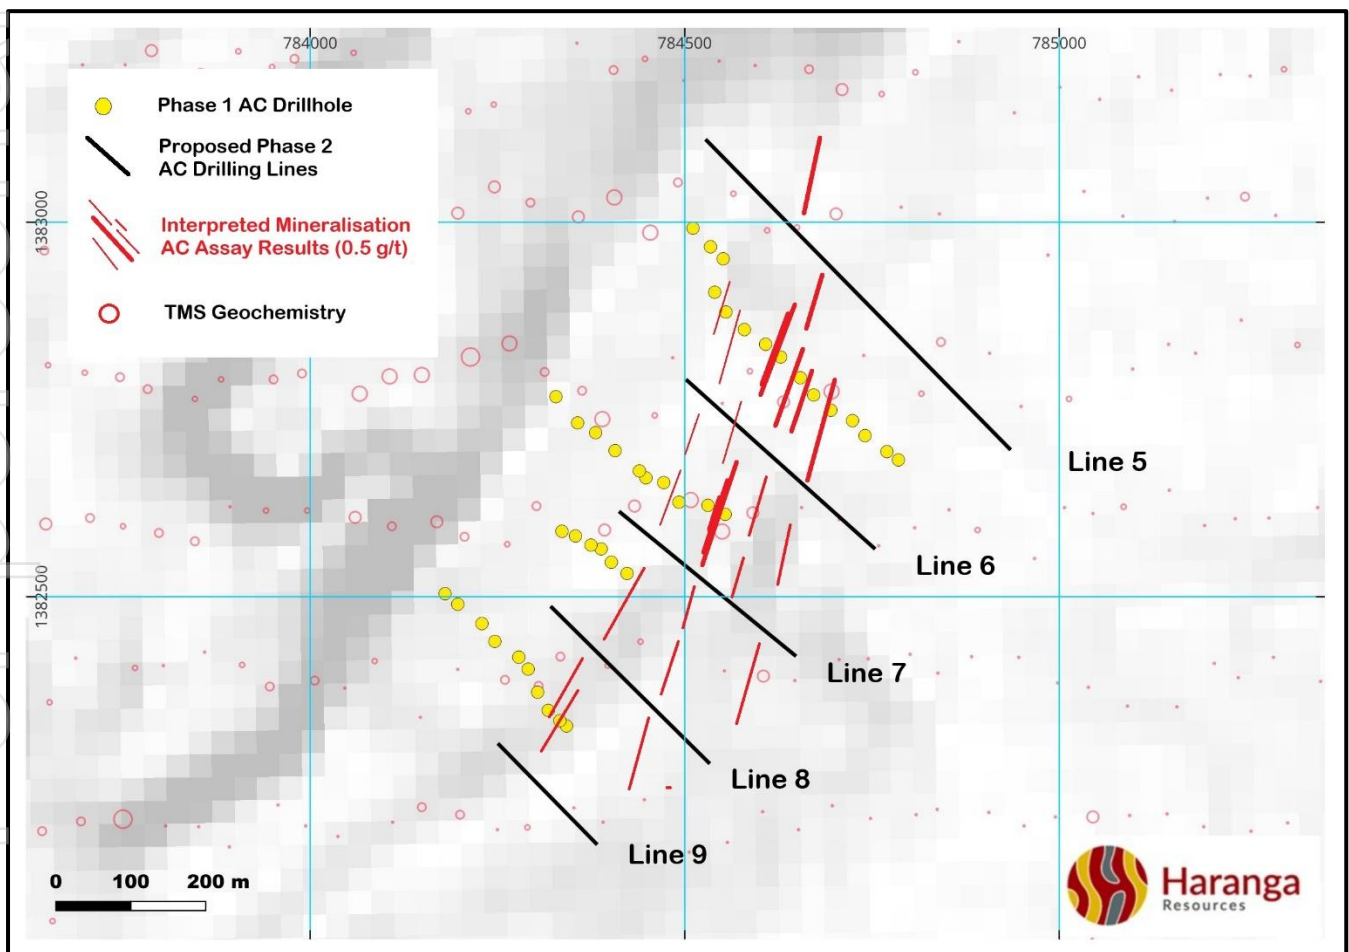 784000
784500
785000
Phase 1 AC Drillhole
Proposed Phase 2
AC Drilling Lines
Interpreted Mineralisation
AC Assay Results (0.5 g/t)
TMS Geochemistry
1383000
1382500
Line 5
Line 6
Line 7
Line 8
Line 9
0 100 200 m
Haranga
Resources